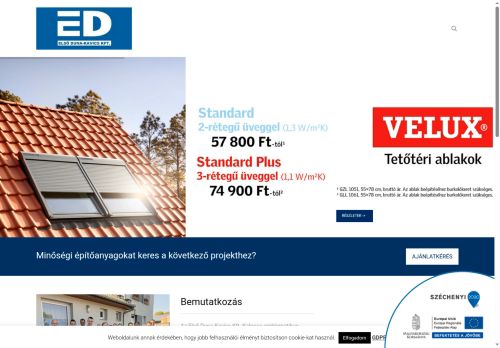 ED
ELSŐ DUNA-KAVICS KFT.
Standard
2-rétegű üveggel (1,3 W/m²K)
57 800 Ft-tól¹
Standard Plus
3-rétegű üveggel (1,1 W/m²K)
74 900 Ft-tól²
VELUX®
Tetőtéri ablakok
RÉSZLETEK
Minőségi építőanyagokat keres a következő projekthez?
AJÁNLATKÉRÉS
SZÉCHENYI 2020
MAGYARORSZÁG KORMÁNYA
Európai Unió
Európai Regionális
Fejlesztési Alap
BEFEKTETÉS A JÖVŐBE
Bemutatkozás
Weboldalunk annak érdekében, hogy jobb felhasználói élményt biztosítson cookie-kat használ.
Elfogadom
GDPR